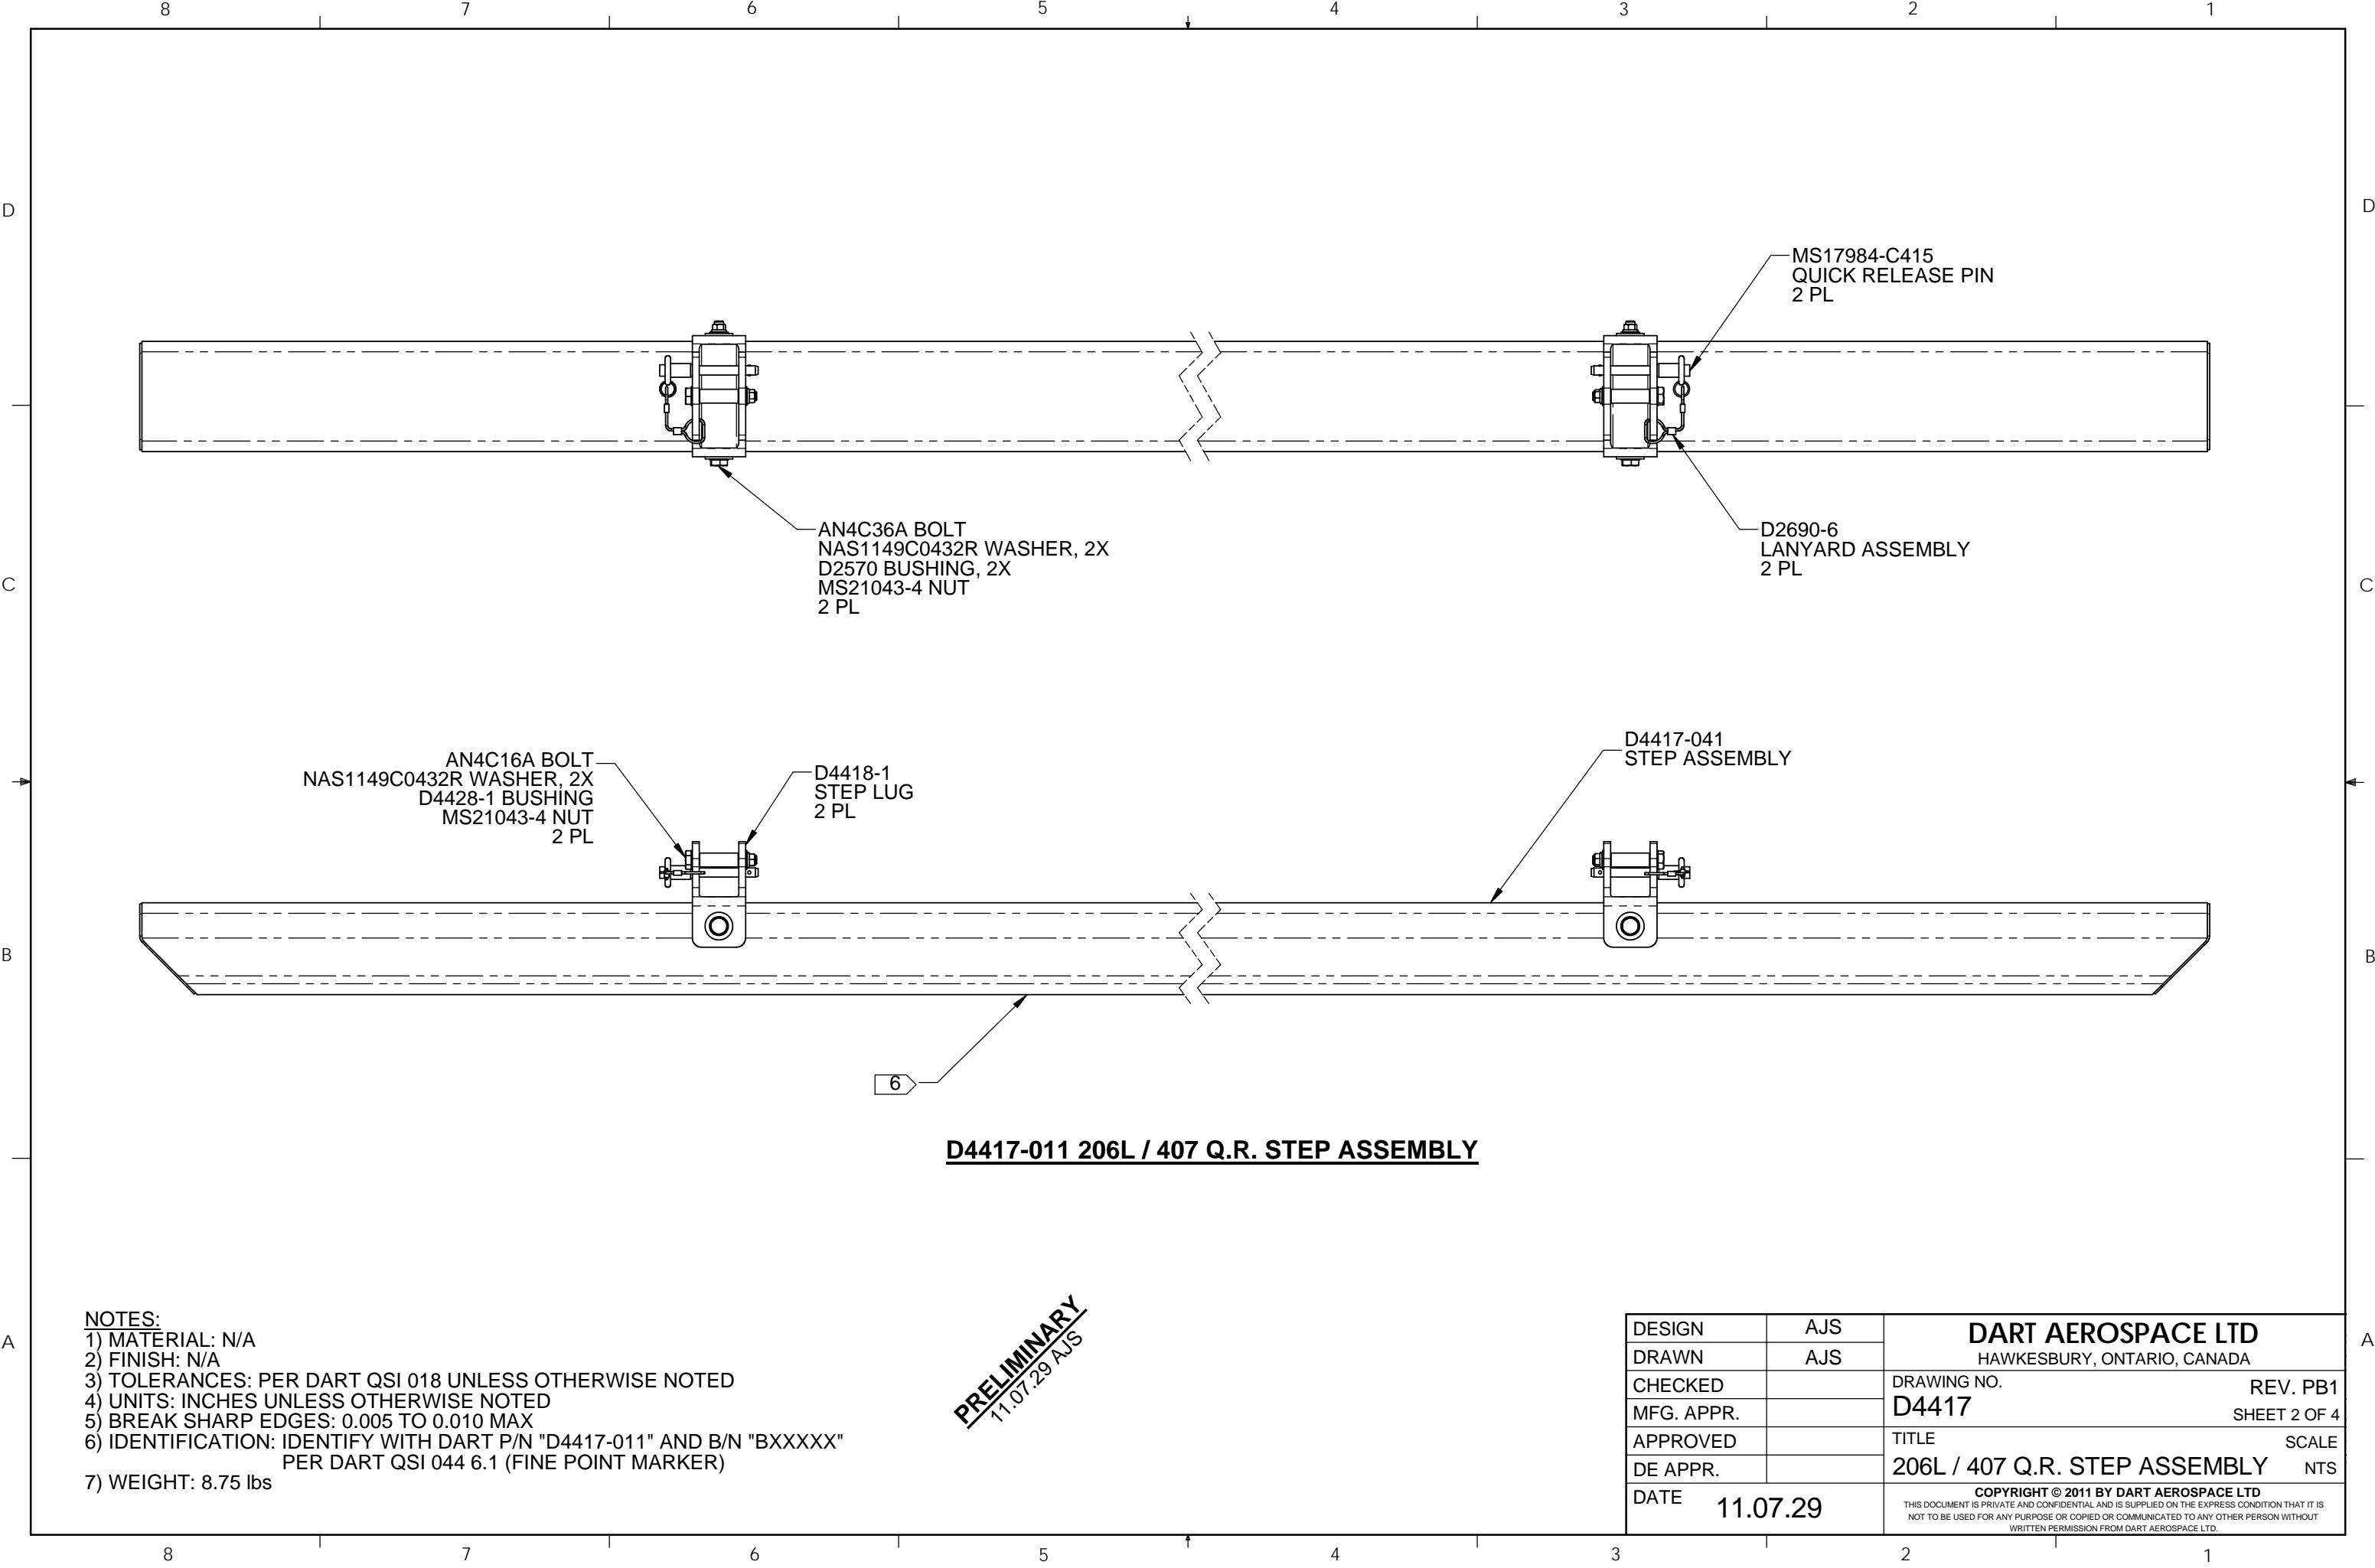 8 7 6 5 4 3 2 1
D D
MS17984-C415
QUICK RELEASE PIN
2 PL
AN4C36A BOLT
NAS1149C0432R WASHER, 2X
D2570 BUSHING, 2X
MS21043-4 NUT
2 PL
D2690-6
LANYARD ASSEMBLY
2 PL
C C
AN4C16A BOLT
NAS1149C0432R WASHER, 2X
D4428-1 BUSHING
MS21043-4 NUT
2 PL
D4418-1
STEP LUG
2 PL
D4417-041
STEP ASSEMBLY
B B
6
D4417-011 206L / 407 Q.R. STEP ASSEMBLY
NOTES:
1) MATERIAL: N/A
2) FINISH: N/A
3) TOLERANCES: PER DART QSI 018 UNLESS OTHERWISE NOTED
4) UNITS: INCHES UNLESS OTHERWISE NOTED
5) BREAK SHARP EDGES: 0.005 TO 0.010 MAX
6) IDENTIFICATION: IDENTIFY WITH DART P/N "D4417-011" AND B/N "BXXXXX"
PER DART QSI 044 6.1 (FINE POINT MARKER)
7) WEIGHT: 8.75 lbs
PRELIMINARY
11.07.29 AJS
A A
DESIGN AJS
DRAWN AJS
CHECKED
MFG. APPR.
APPROVED
DE APPR.
DATE 11.07.29
DART AEROSPACE LTD
HAWKESBURY, ONTARIO, CANADA
DRAWING NO. REV. PB1
D4417 SHEET 2 OF 4
TITLE SCALE
206L / 407 Q.R. STEP ASSEMBLY NTS
COPYRIGHT © 2011 BY DART AEROSPACE LTD
THIS DOCUMENT IS PRIVATE AND CONFIDENTIAL AND IS SUPPLIED ON THE EXPRESS CONDITION THAT IT IS
NOT TO BE USED FOR ANY PURPOSE OR COPIED OR COMMUNICATED TO ANY OTHER PERSON WITHOUT
WRITTEN PERMISSION FROM DART AEROSPACE LTD.
8 7 6 5 4 3 2 1